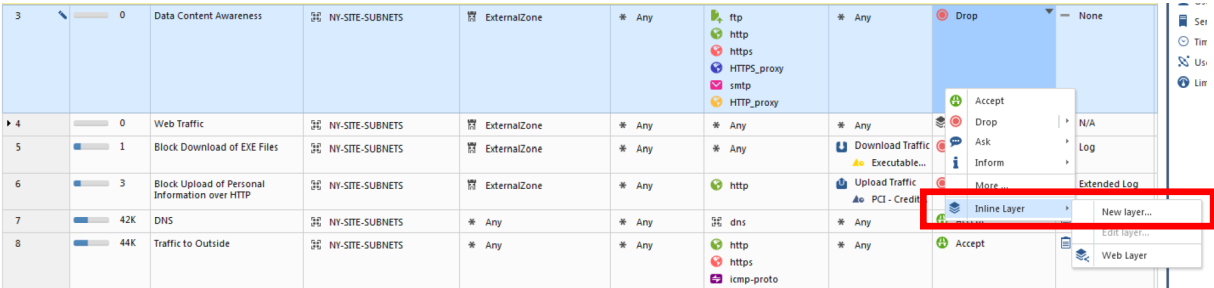 3 0 Data Content Awareness NY-SITE-SUBNETS ExternalZone * Any ftp * Any Drop None
http
https
HTTPS_proxy
smtp
HTTP_proxy
4 0 Web Traffic NY-SITE-SUBNETS ExternalZone * Any * Any * Any N/A
5 1 Block Download of EXE Files NY-SITE-SUBNETS ExternalZone * Any * Any Download Traffic Log
Executable...
6 3 Block Upload of Personal NY-SITE-SUBNETS ExternalZone * Any http Upload Traffic Extended Log
Information over HTTP PCI - Credit...
7 42K DNS NY-SITE-SUBNETS * Any * Any dns * Any
8 44K Traffic to Outside NY-SITE-SUBNETS * Any * Any http * Any Accept
https
icmp-proto
Accept
Drop
Ask
Inform
More ...
Inline Layer
New layer...
Edit layer...
Web Layer
Ser
Tim
Use
Lim